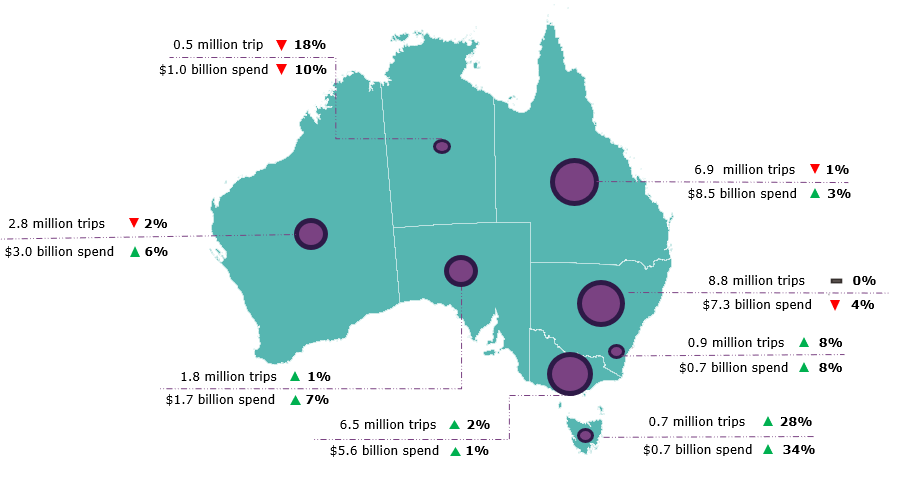 0.5 million trip ▼ 18%
$1.0 billion spend ▼ 10%
6.9 million trips ▼ 1%
$8.5 billion spend ▲ 3%
2.8 million trips ▼ 2%
$3.0 billion spend ▲ 6%
8.8 million trips 0%
$7.3 billion spend ▼ 4%
0.9 million trips ▲ 8%
$0.7 billion spend ▲ 8%
1.8 million trips ▲ 1%
$1.7 billion spend ▲ 7%
6.5 million trips ▲ 2%
$5.6 billion spend ▲ 1%
0.7 million trips ▲ 28%
$0.7 billion spend ▲ 34%